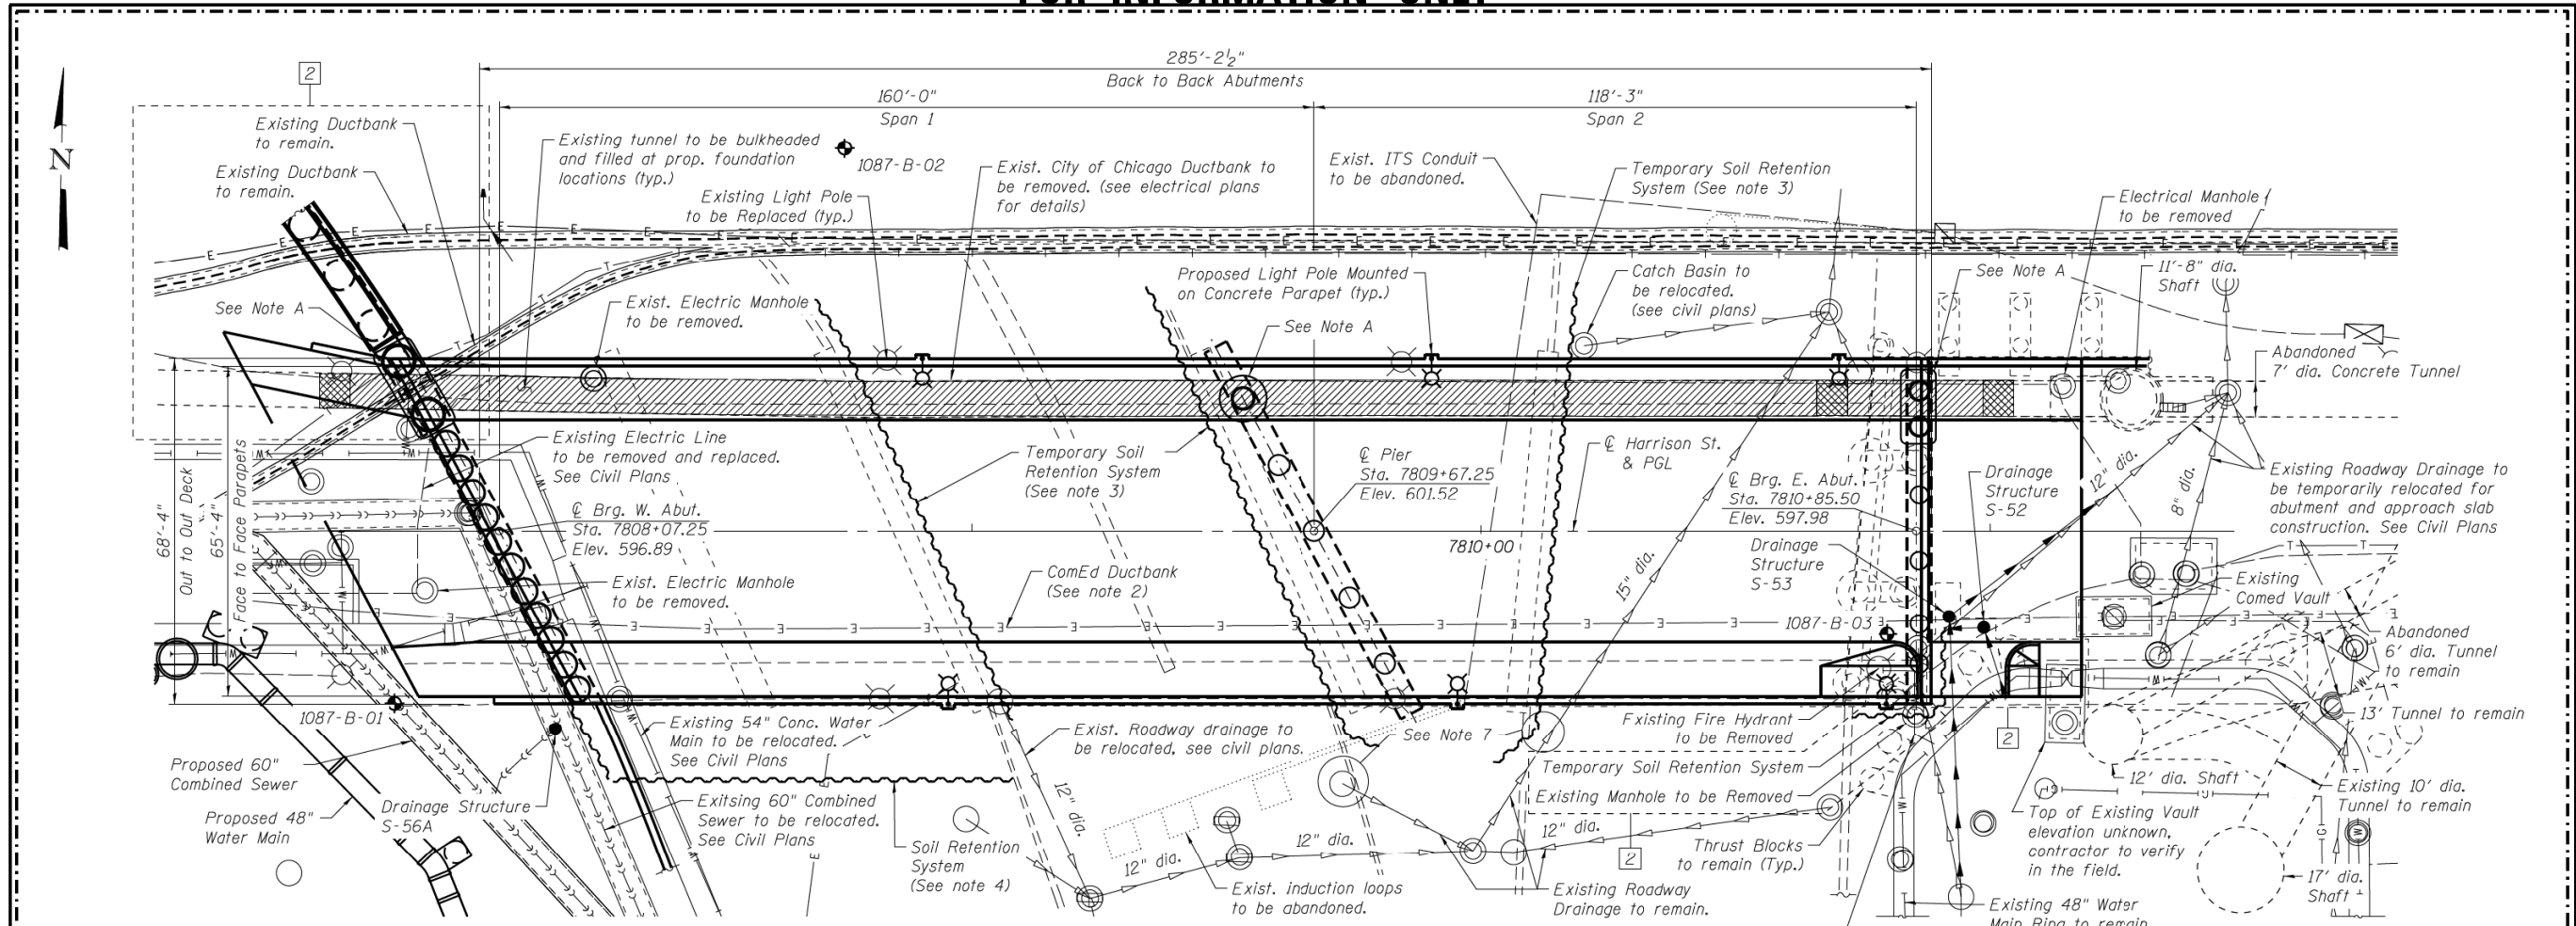 285'-2½"
Back to Back Abutments
160'-0"
Span 1
118'-3"
Span 2
2
N
Existing Ductbank
to remain.
Existing Ductbank
to remain.
Existing tunnel to be bulkheaded
and filled at prop. foundation
locations (typ.)
1087-B-02
Existing Light Pole
to be Replaced (typ.)
Exist. City of Chicago Ductbank to
be removed. (see electrical plans
for details)
Exist. ITS Conduit
to be abandoned.
Temporary Soil Retention
System (See note 3)
Electrical Manhole
to be removed
See Note A
Exist. Electric Manhole
to be removed.
Proposed Light Pole Mounted
on Concrete Parapet (typ.)
See Note A
Catch Basin to
be relocated.
(see civil plans)
See Note A
11'-8" dia.
Shaft
Abandoned
7' dia. Concrete Tunnel
68'-4"
Out to Out Deck
65'-4"
Face to Face Parapets
Existing Electric Line
to be removed and replaced.
See Civil Plans
℄ Brg. W. Abut.
Sta. 7808+07.25
Elev. 596.89
Exist. Electric Manhole
to be removed.
Temporary Soil
Retention System
(See note 3)
ComEd Ductbank
(See note 2)
℄ Pier
Sta. 7809+67.25
Elev. 601.52
7810+00
℄ Harrison St.
& PGL
15" dia.
℄ Brg. E. Abut.
Sta. 7810+85.50
Elev. 597.98
Drainage
Structure
S-53
1087-B-03
Drainage
Structure
S-52
12" dia.
8" dia.
Existing Roadway Drainage to
be temporarily relocated for
abutment and approach slab
construction. See Civil Plans
Existing
Comed Vault
Abandoned
6' dia. Tunnel
to remain
13' Tunnel to remain
1087-B-01
Proposed 60"
Combined Sewer
Proposed 48"
Water Main
Drainage Structure
S-56A
Existing 54" Conc. Water
Main to be relocated.
See Civil Plans
Exitsing 60" Combined
Sewer to be relocated.
See Civil Plans
Exist. Roadway drainage to
be relocated, see civil plans.
12" dia.
Soil Retention
System
(See note 4)
12" dia.
12" dia.
Exist. induction loops
to be abandoned.
See Note 7
12" dia.
Existing Fire Hydrant
to be Removed
Temporary Soil Retention System
Existing Manhole to be Removed
2
Thrust Blocks
to remain (Typ.)
Existing Roadway
Drainage to remain.
2
12' dia. Shaft
Top of Existing Vault
elevation unknown,
contractor to verify
in the field.
Existing 10' dia.
Tunnel to remain
17' dia.
Shaft
Existing 48" Water
Main Ring to remain